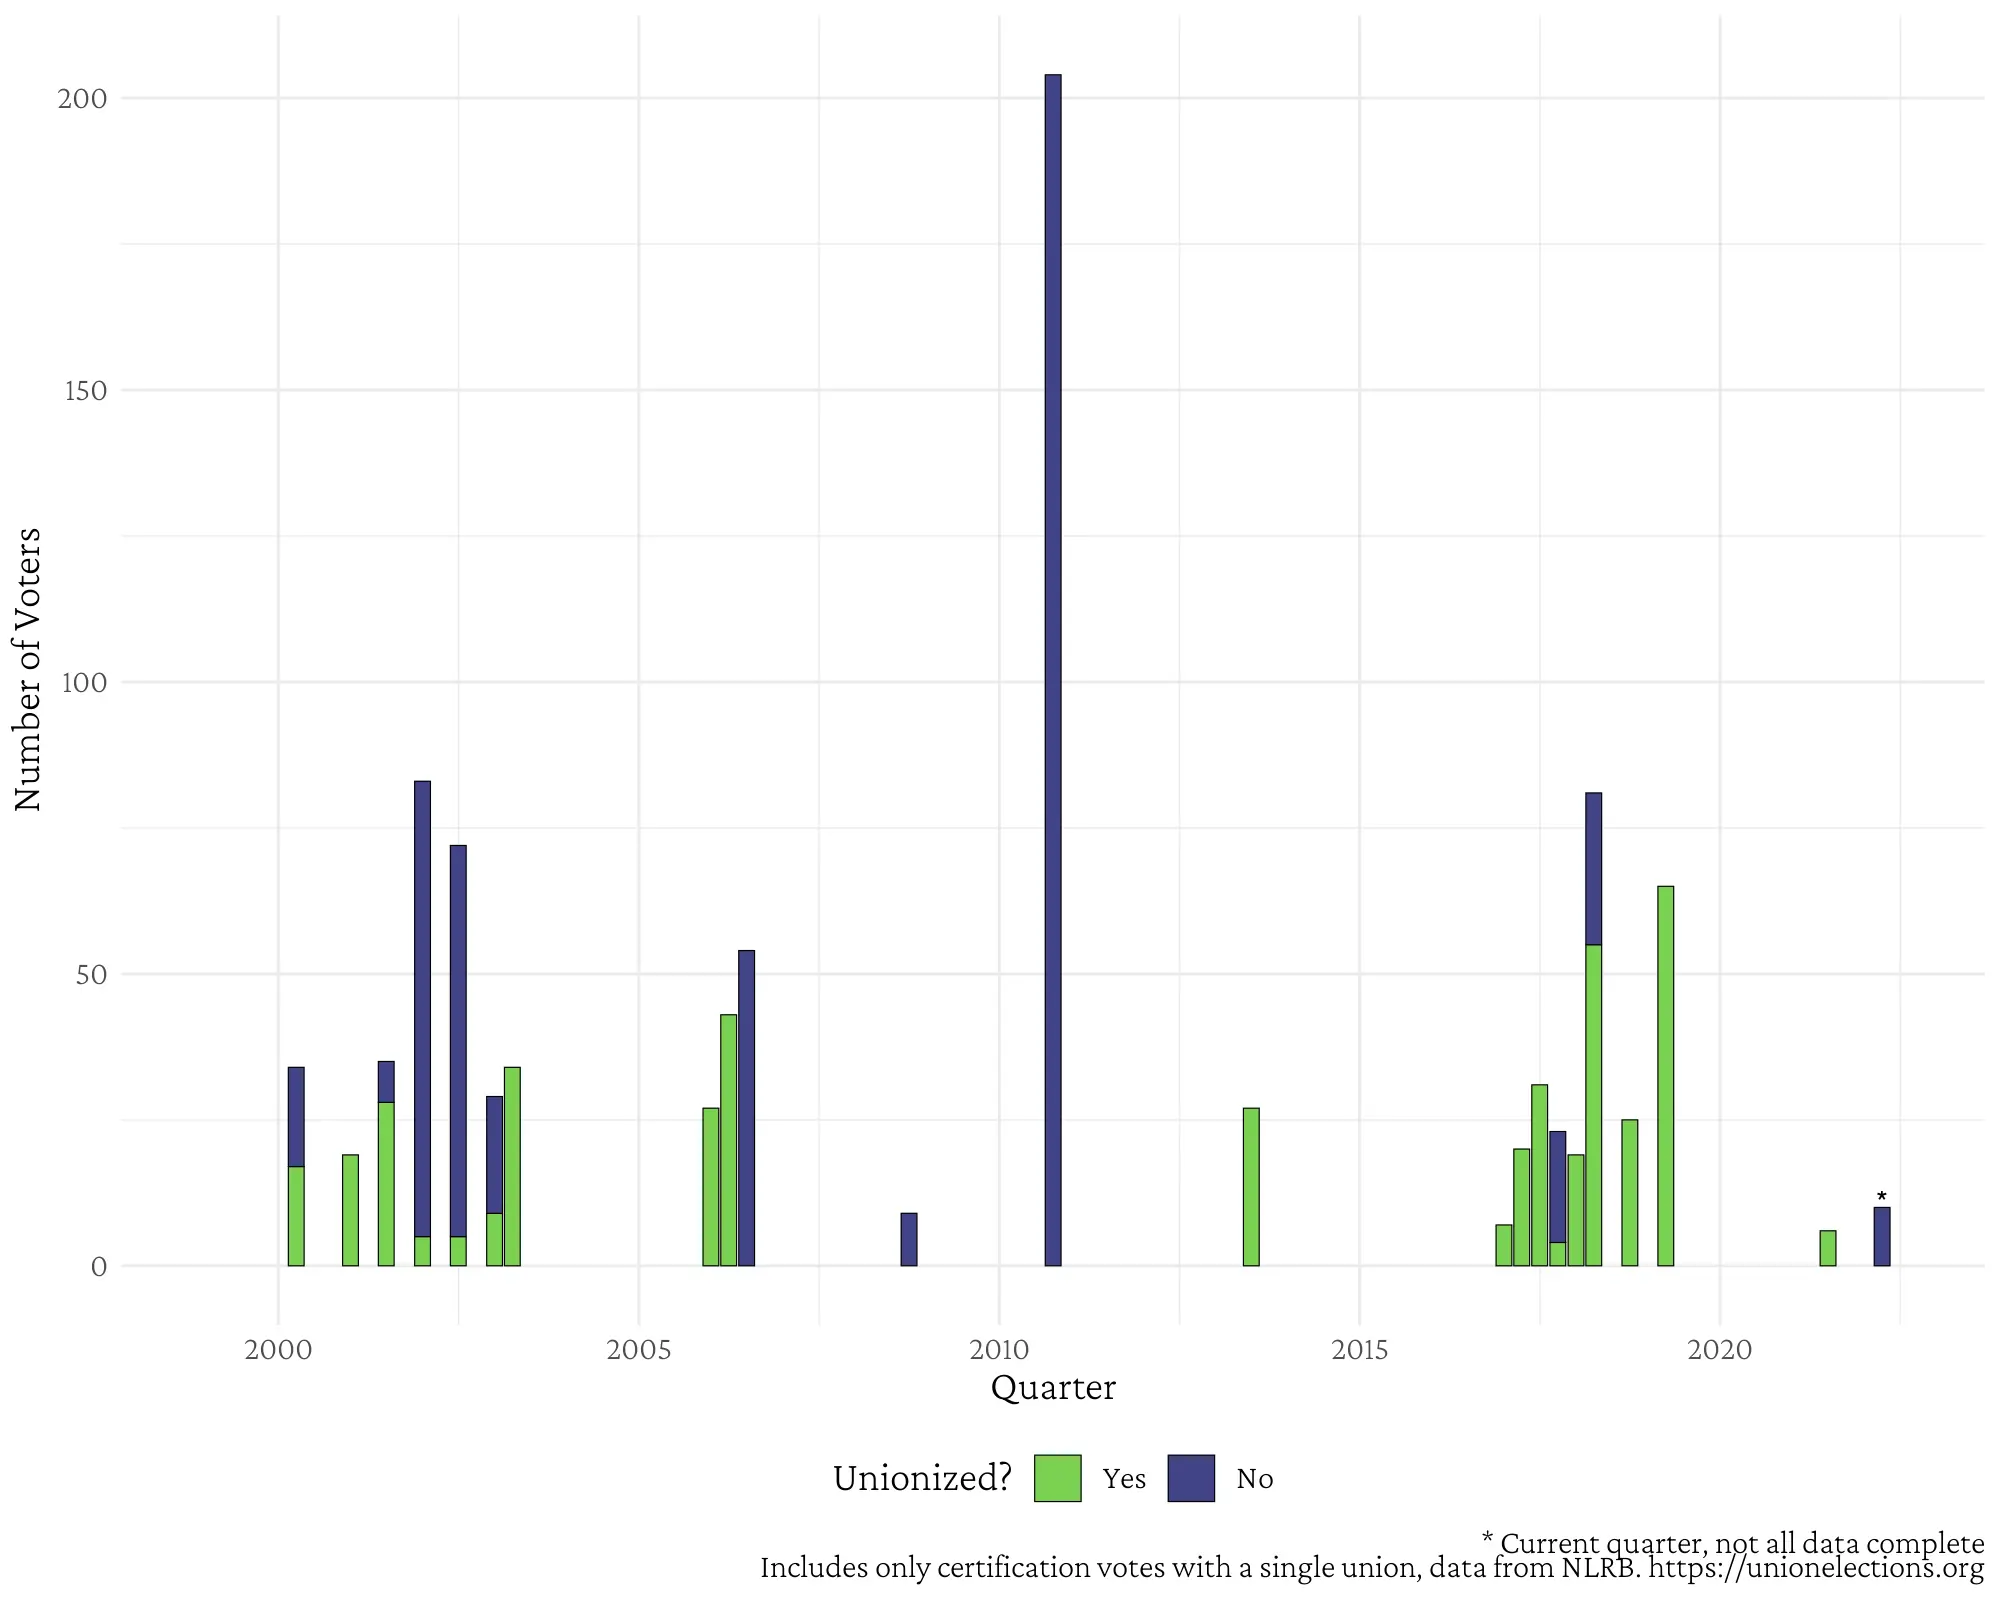 200
150
100
50
0
Number of Voters
2000 2005 2010 2015 2020
*
Quarter
Unionized? Yes No
* Current quarter, not all data complete
Includes only certification votes with a single union, data from NLRB. https://unionelections.org